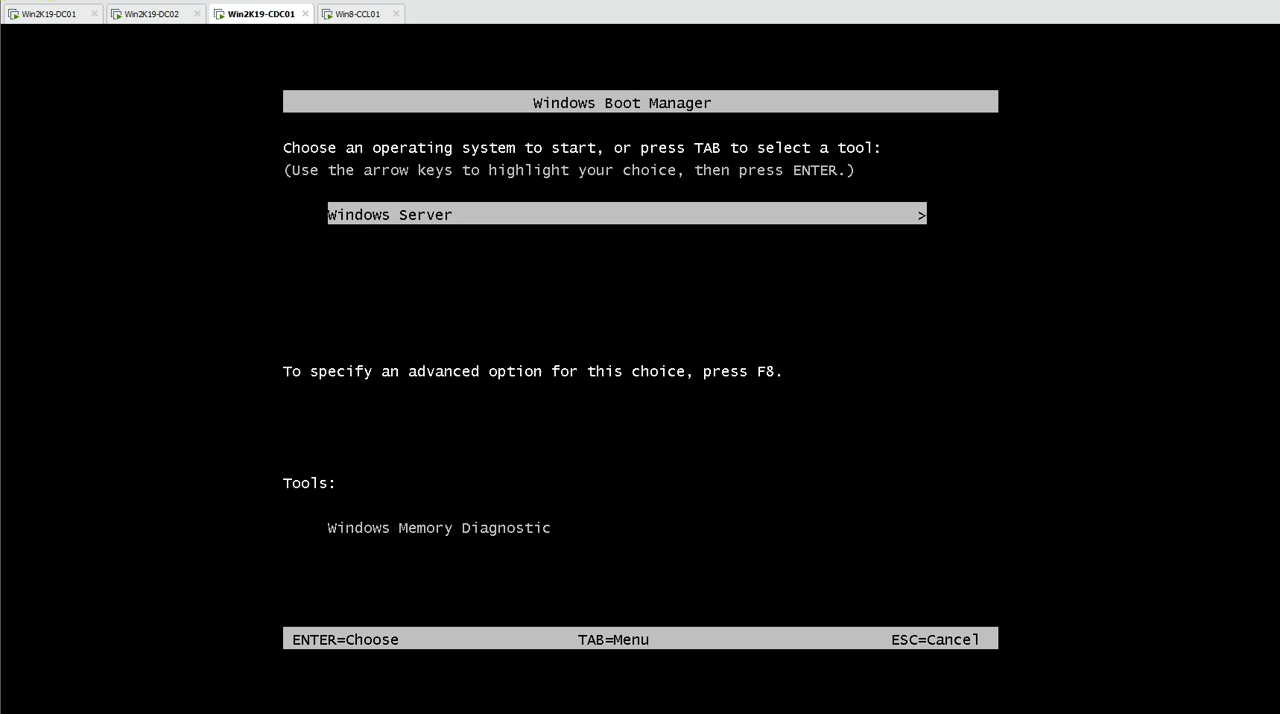 Win2K19-DC01 Win2K19-DC02 Win2K19-CDC01 Win8-CCL01
Windows Boot Manager
Choose an operating system to start, or press TAB to select a tool:
(Use the arrow keys to highlight your choice, then press ENTER.)
Windows Server >
To specify an advanced option for this choice, press F8.
Tools:
Windows Memory Diagnostic
ENTER=Choose TAB=Menu ESC=Cancel